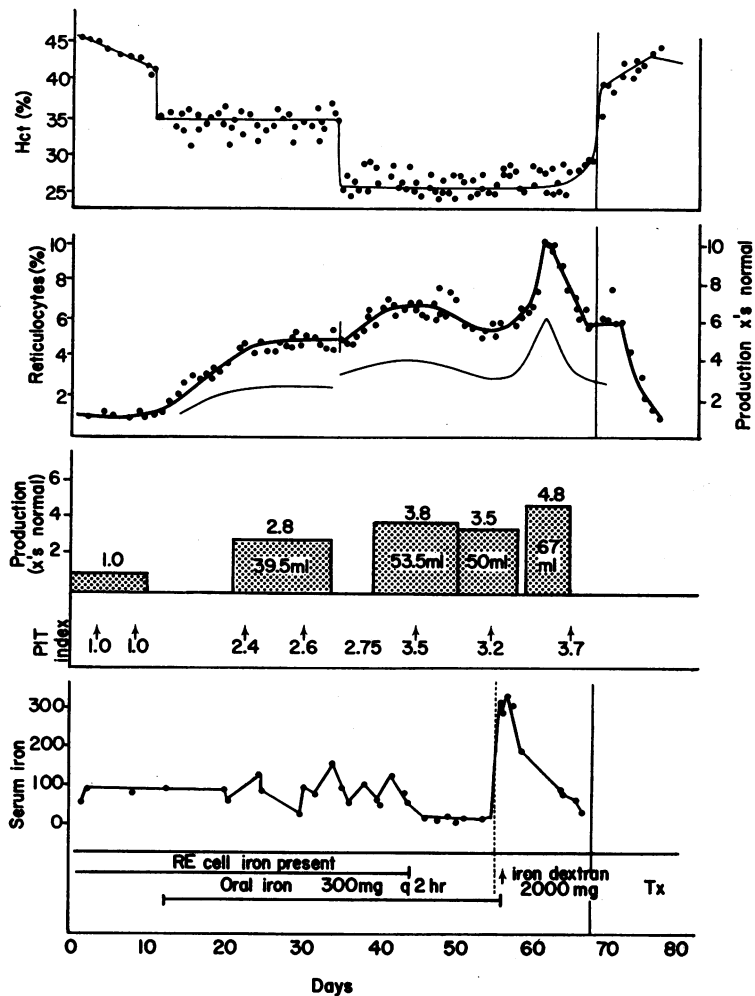 Hct (%)
45
40
35
30
25
Reticulocytes (%)
10
8
6
4
2
10
8
6
4
2
Production x's normal
Production
(x's normal)
6
4
2
1.0
2.8
39.5ml
3.8
53.5ml
3.5
50ml
4.8
67
ml
PIT
index
1.0 1.0 2.4 2.6 2.75 3.5 3.2 3.7
Serum iron
300
200
100
0
RE cell iron present
Oral iron 300mg q 2 hr
iron dextran
2000 mg
Tx
0 10 20 30 40 50 60 70 80
Days